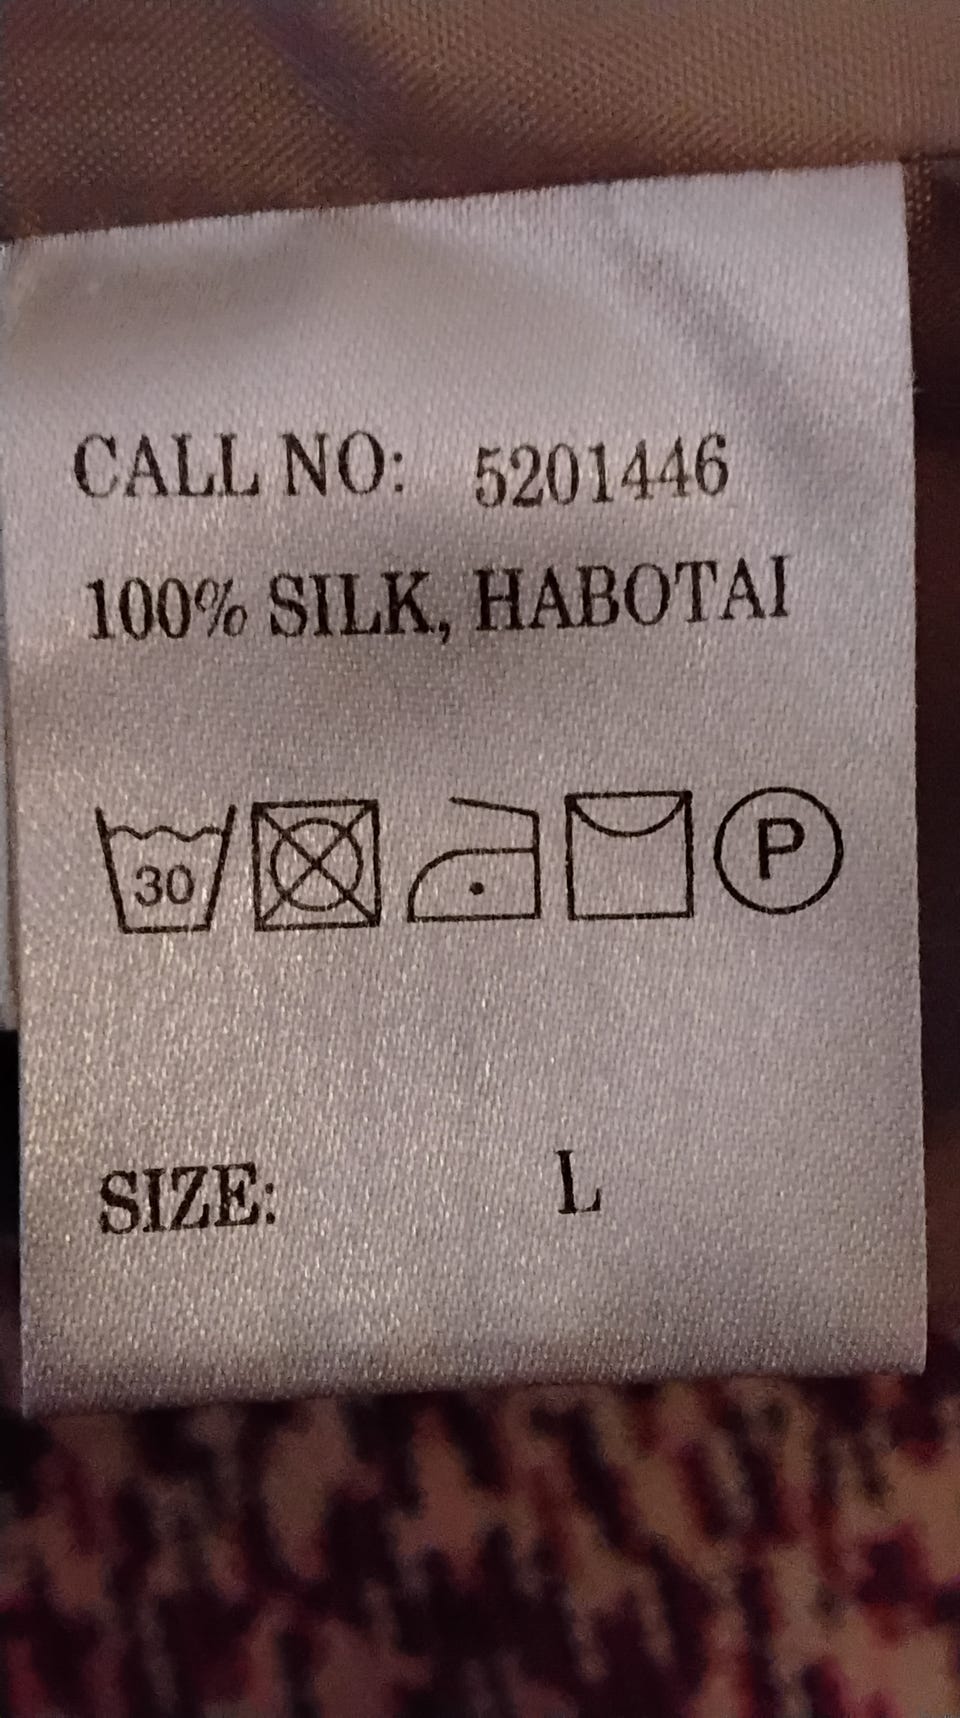 CALL NO: 5201446
100% SILK, HABOTAI
30 P
SIZE: L